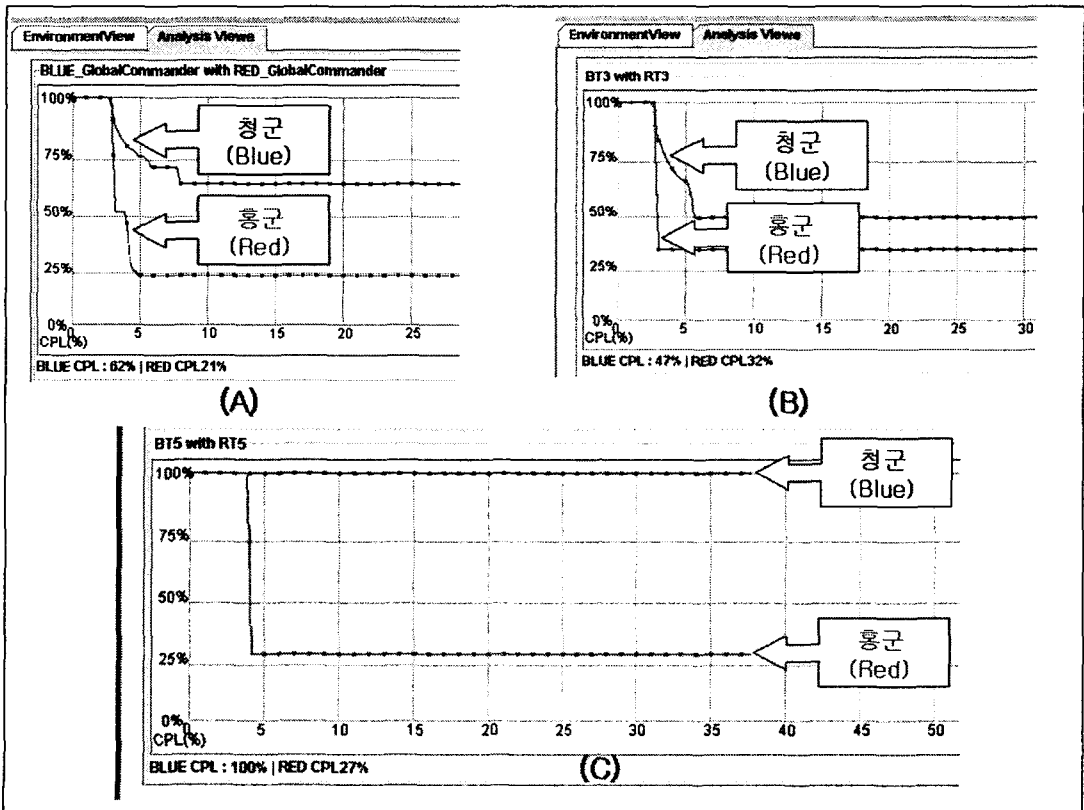 EnvironmentView Analysis Views
BLUE_GlobalCommander with RED_GlobalCommander
100%
75%
50%
25%
0%
청군
(Blue)
홍군
(Red)
0 5 10 15 20 25
CPL(%)
BLUE CPL : 62% | RED CPL21%
(A)
EnvironmentView Analysis Views
BT3 with RT3
100%
75%
50%
25%
0%
청군
(Blue)
홍군
(Red)
0 5 10 15 20 25 30
CPL(%)
BLUE CPL : 47% | RED CPL32%
(B)
BT5 with RT5
100%
75%
50%
25%
0%
청군
(Blue)
홍군
(Red)
0 5 10 15 20 25 30 35 40 45 50
CPL(%)
BLUE CPL : 100% | RED CPL27%
(C)